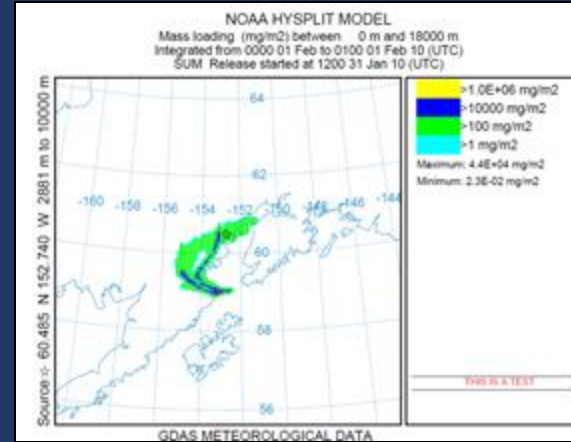 NOAA HYSPLIT MODEL
Mass loading (mg/m2) between 0 m and 18000 m
Integrated from 0000 01 Feb to 0100 01 Feb 10 (UTC)
SUM Release started at 1200 31 Jan 10 (UTC)
Source ☆ 60.485 N 152.740 W 2881 m to 10000 m
64
62
-160 -158 -156 -154 -152 -150 -148 -146 -144
60
58
56
>1.0E+06 mg/m2
>10000 mg/m2
>100 mg/m2
>1 mg/m2
Maximum: 4.4E+04 mg/m2
Minimum: 2.3E-02 mg/m2
THIS IS A TEST
GDAS METEOROLOGICAL DATA